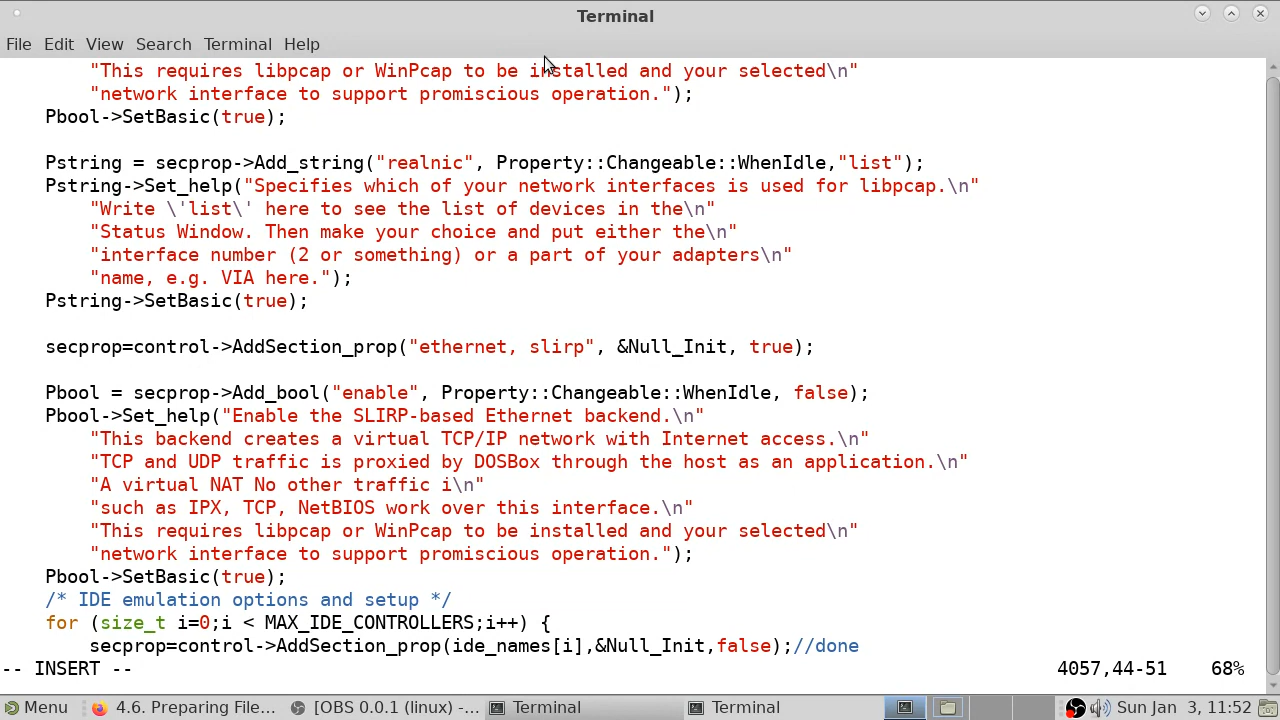 Terminal
File Edit View Search Terminal Help
"This requires libpcap or WinPcap to be installed and your selected\n"
"network interface to support promiscious operation.");
Pbool->SetBasic(true);
Pstring = secprop->Add_string("realnic", Property::Changeable::WhenIdle,"list");
Pstring->Set_help("Specifies which of your network interfaces is used for libpcap.\n"
"Write \'list\' here to see the list of devices in the\n"
"Status Window. Then make your choice and put either the\n"
"interface number (2 or something) or a part of your adapters\n"
"name, e.g. VIA here.");
Pstring->SetBasic(true);
secprop=control->AddSection_prop("ethernet, slirp", &Null_Init, true);
Pbool = secprop->Add_bool("enable", Property::Changeable::WhenIdle, false);
Pbool->Set_help("Enable the SLIRP-based Ethernet backend.\n"
"This backend creates a virtual TCP/IP network with Internet access.\n"
"TCP and UDP traffic is proxied by DOSBox through the host as an application.\n"
"A virtual NAT No other traffic i\n"
"such as IPX, TCP, NetBIOS work over this interface.\n"
"This requires libpcap or WinPcap to be installed and your selected\n"
"network interface to support promiscious operation.");
Pbool->SetBasic(true);
/* IDE emulation options and setup */
for (size_t i=0;i < MAX_IDE_CONTROLLERS;i++) {
secprop=control->AddSection_prop(ide_names[i],&Null_Init,false);//done
-- INSERT -- 4057,44-51 68%
Menu 4.6. Preparing File... [OBS 0.0.1 (linux) -... Terminal Terminal Sun Jan 3, 11:52